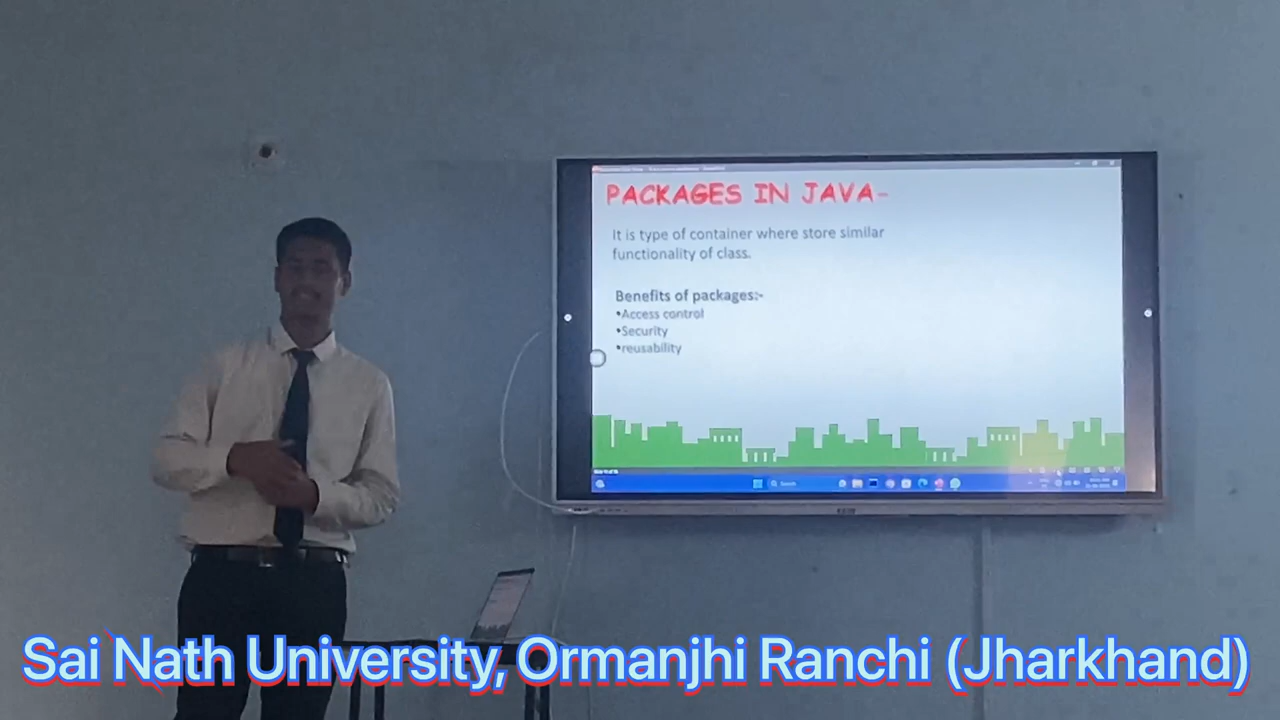 PACKAGES IN JAVA-
It is type of container where store similar
functionality of class.
Benefits of packages:-
•Access control
•Security
•reusability
Search
Sai Nath University, Ormanjhi Ranchi (Jharkhand)